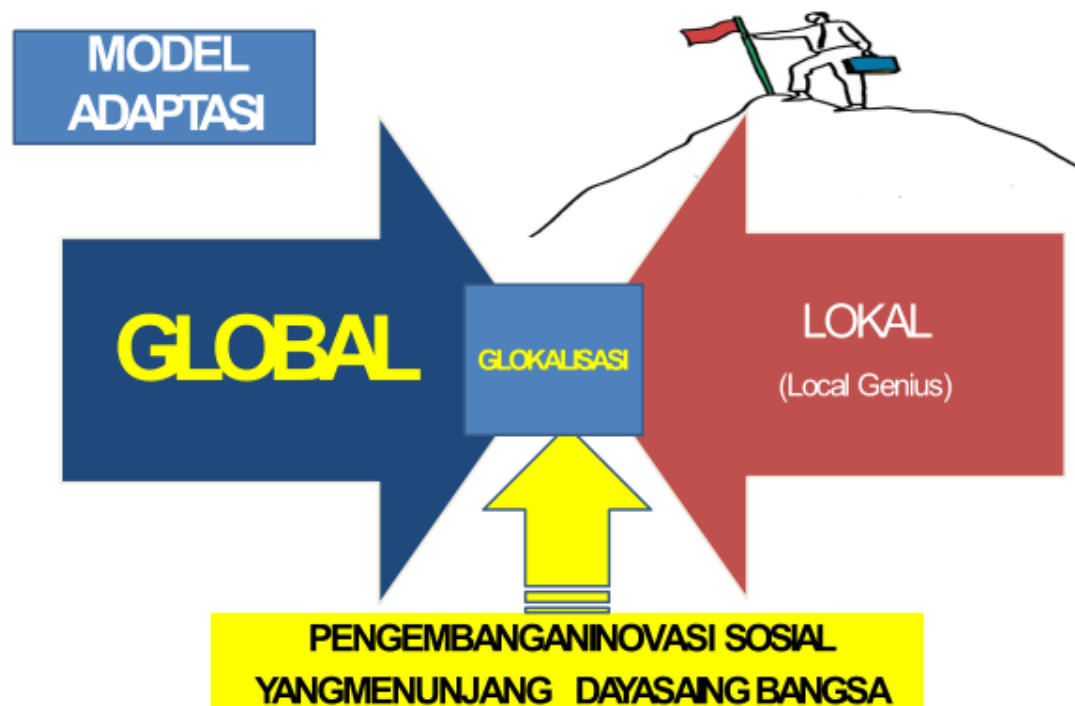 MODEL
ADAPTASI
GLOBAL
GLOKALISASI
LOKAL
(Local Genius)
PENGEMBANGANINOVASI SOSIAL
YANGMENUNJANG DAYASAING BANGSA